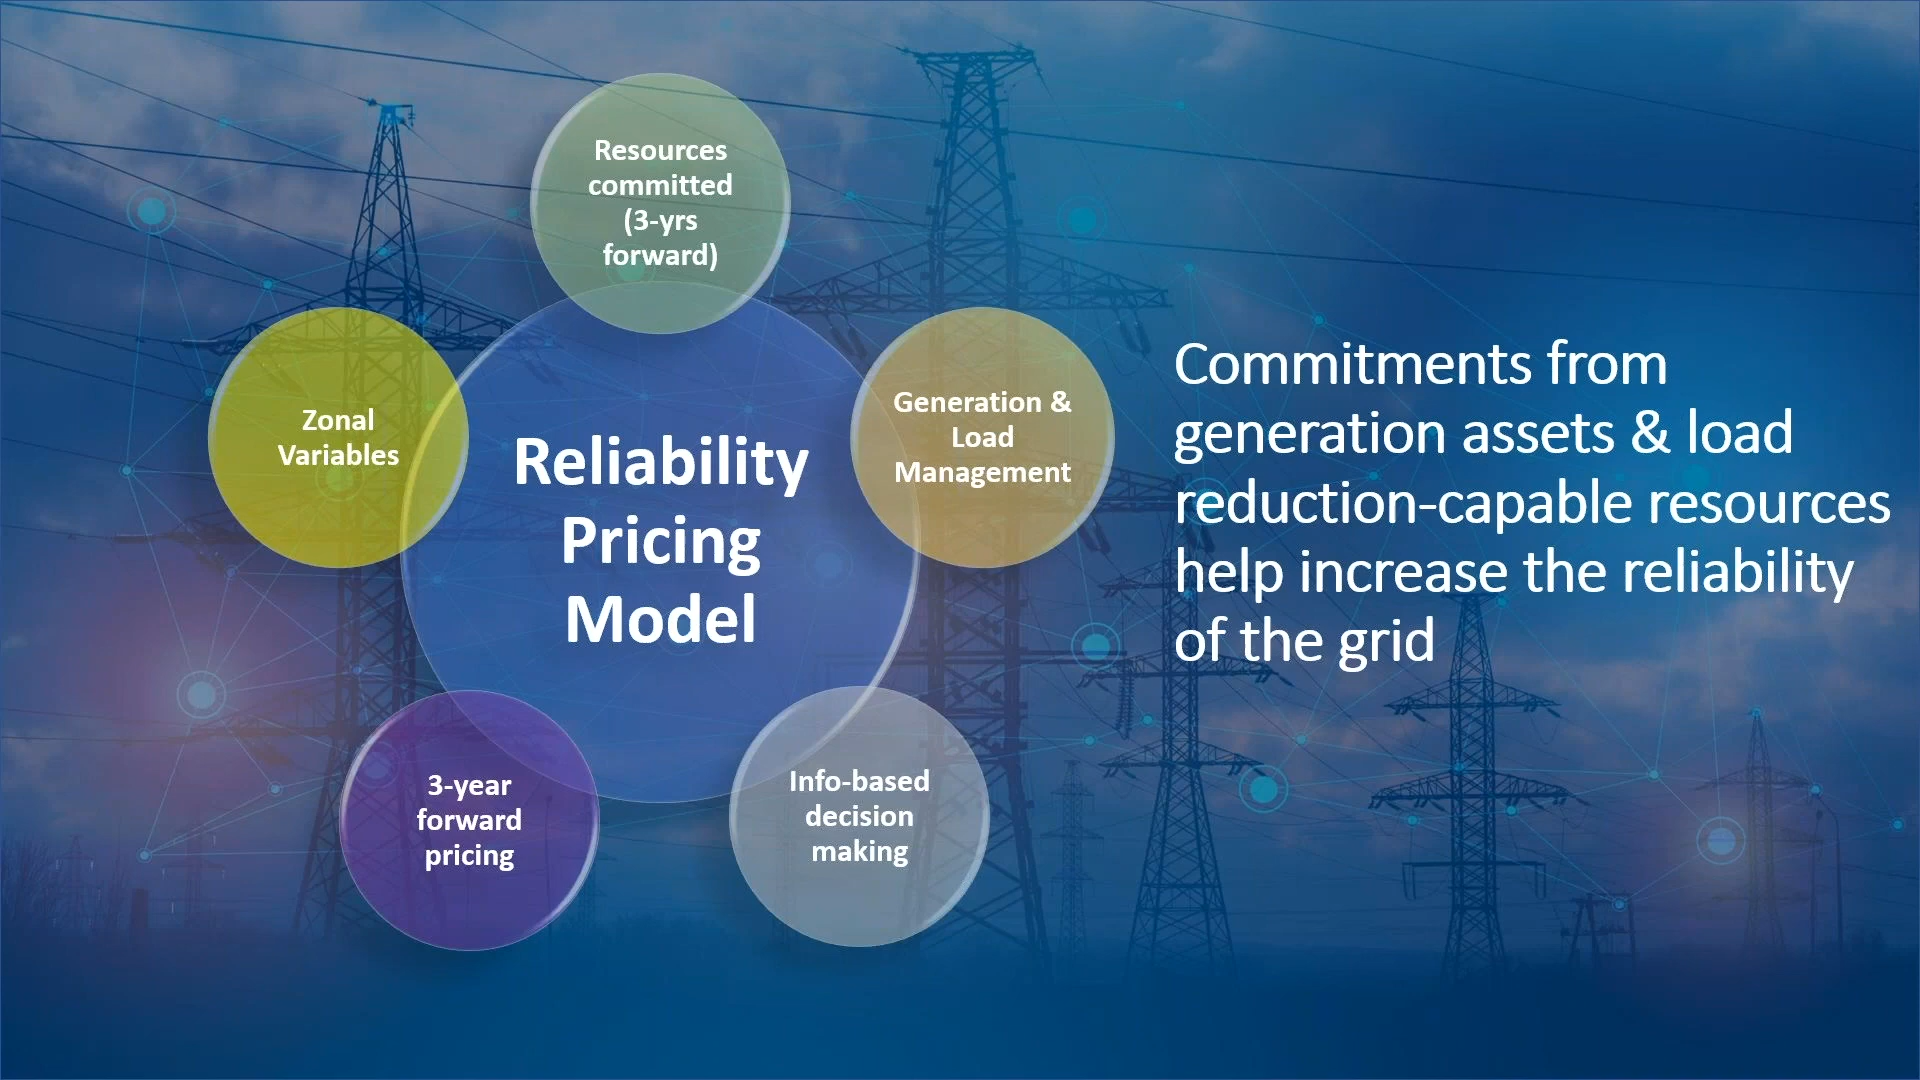 Resources
committed
(3-yrs
forward)
Zonal
Variables
Generation &
Load
Management
Reliability
Pricing
Model
3-year
forward
pricing
Info-based
decision
making
Commitments from
generation assets & load
reduction-capable resources
help increase the reliability
of the grid